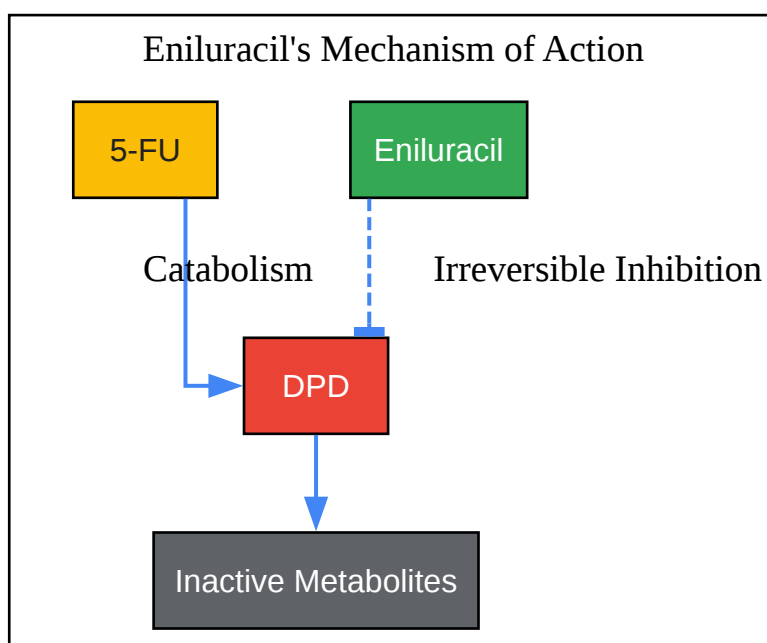 Eniluracil's Mechanism of Action
5-FU
Eniluracil
Catabolism
Irreversible Inhibition
DPD
Inactive Metabolites